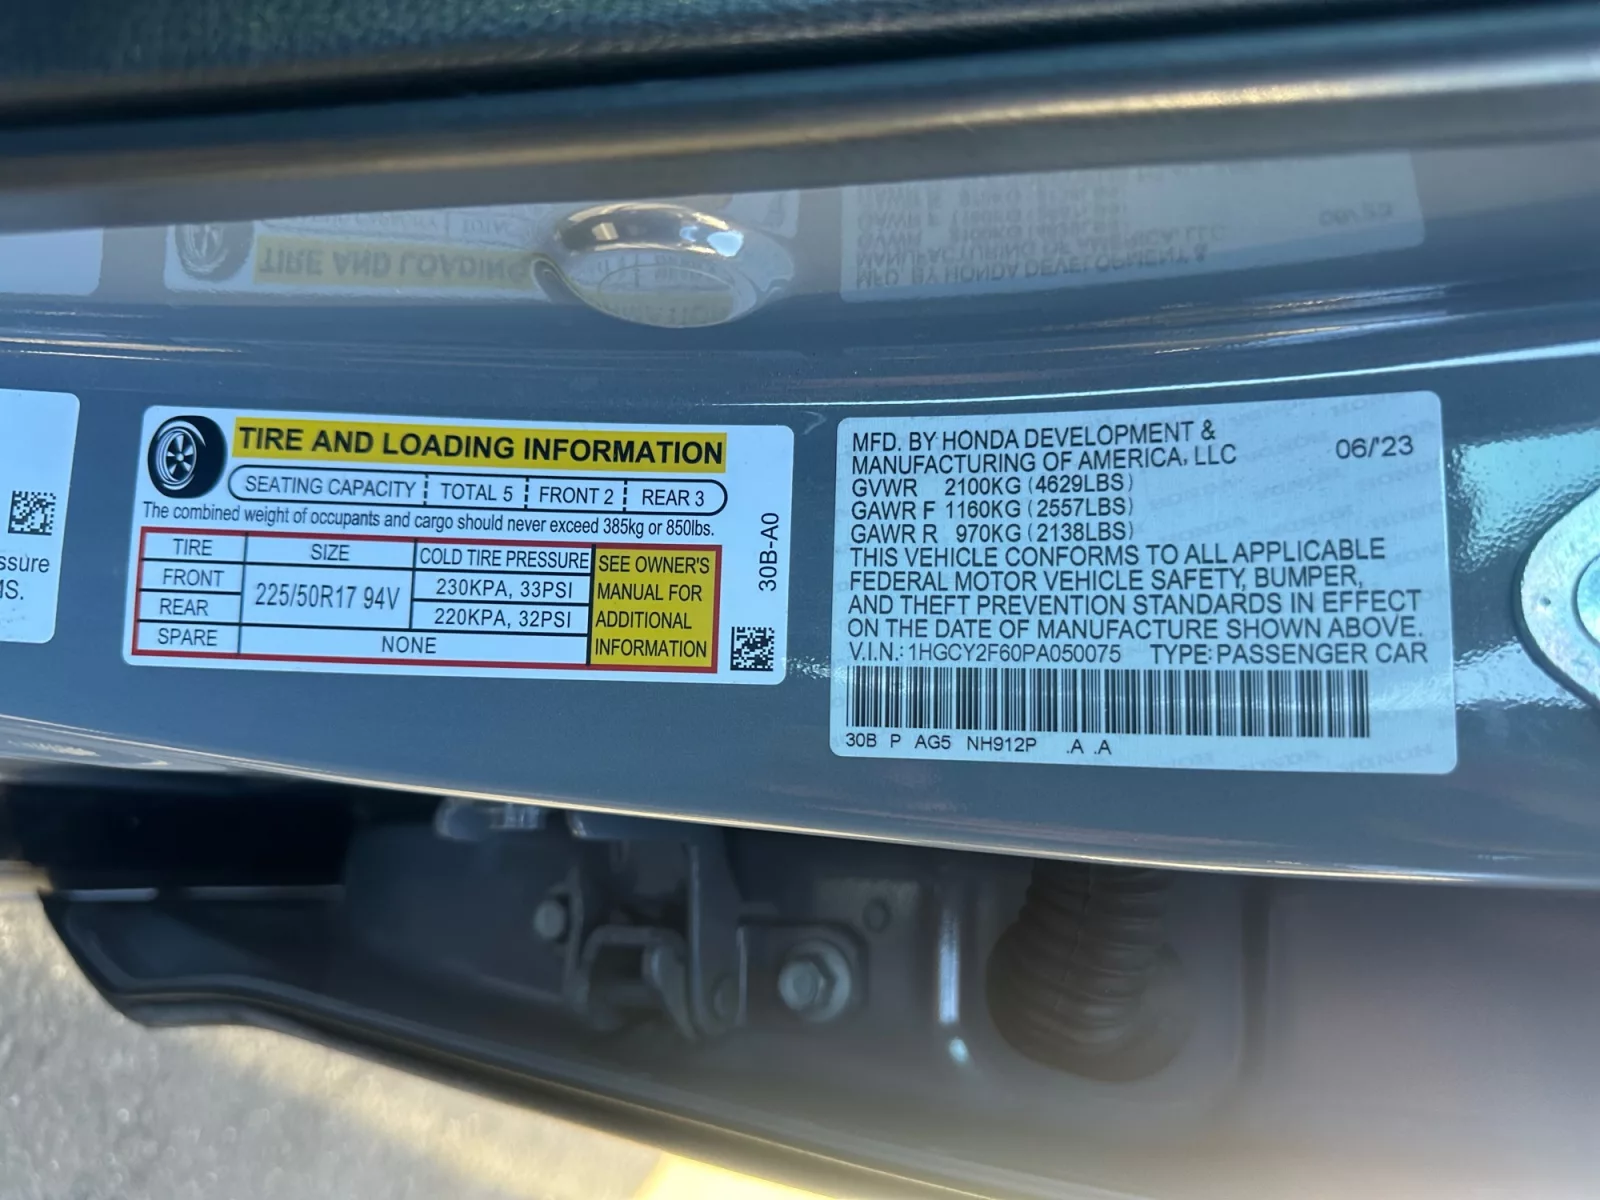 ssure
TIRE AND LOADING INFORMATION
SEATING CAPACITY TOTAL 5 FRONT 2 REAR 3
The combined weight of occupants and cargo should never exceed 385kg or 850lbs.
TIRE SIZE COLD TIRE PRESSURE SEE OWNER'S
FRONT 225/50R17 94V 230KPA, 33PSI MANUAL FOR
REAR 220KPA, 32PSI ADDITIONAL
SPARE NONE INFORMATION
30B-A0
MFD. BY HONDA DEVELOPMENT &
MANUFACTURING OF AMERICA, LLC 06/'23
GVWR 2100KG (4629LBS)
GAWR F 1160KG (2557LBS)
GAWR R 970KG (2138LBS)
THIS VEHICLE CONFORMS TO ALL APPLICABLE
FEDERAL MOTOR VEHICLE SAFETY, BUMPER,
AND THEFT PREVENTION STANDARDS IN EFFECT
ON THE DATE OF MANUFACTURE SHOWN ABOVE.
V.I.N.: 1HGCY2F60PA050075 TYPE: PASSENGER CAR
30B P AG5 NH912P .A .A